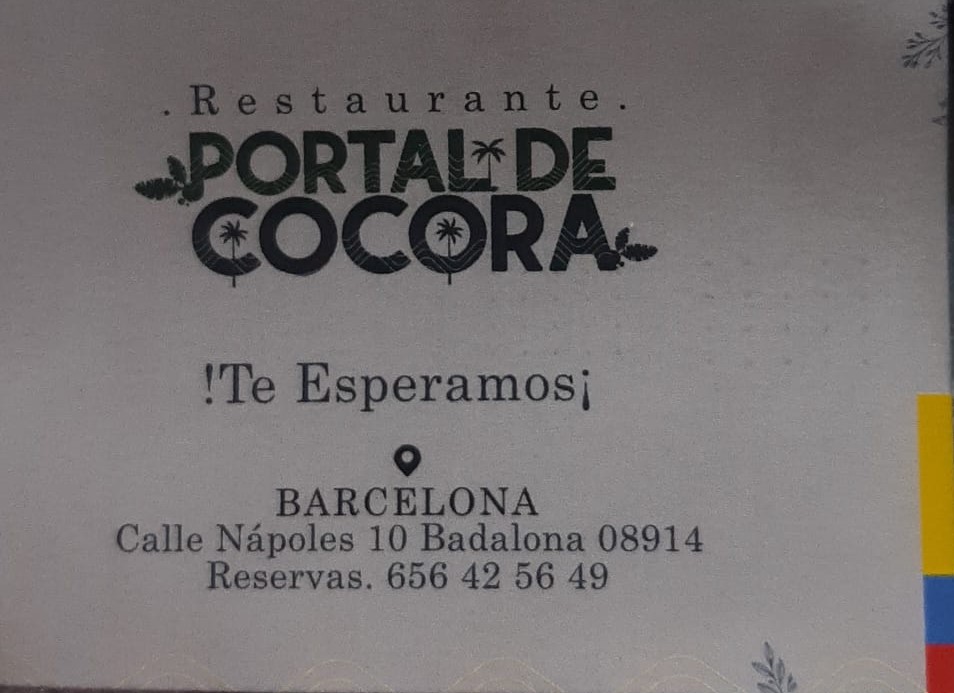 . Restaurante .
PORTAL DE
COCORA
!Te Esperamos¡
BARCELONA
Calle Nápoles 10 Badalona 08914
Reservas. 656 42 56 49